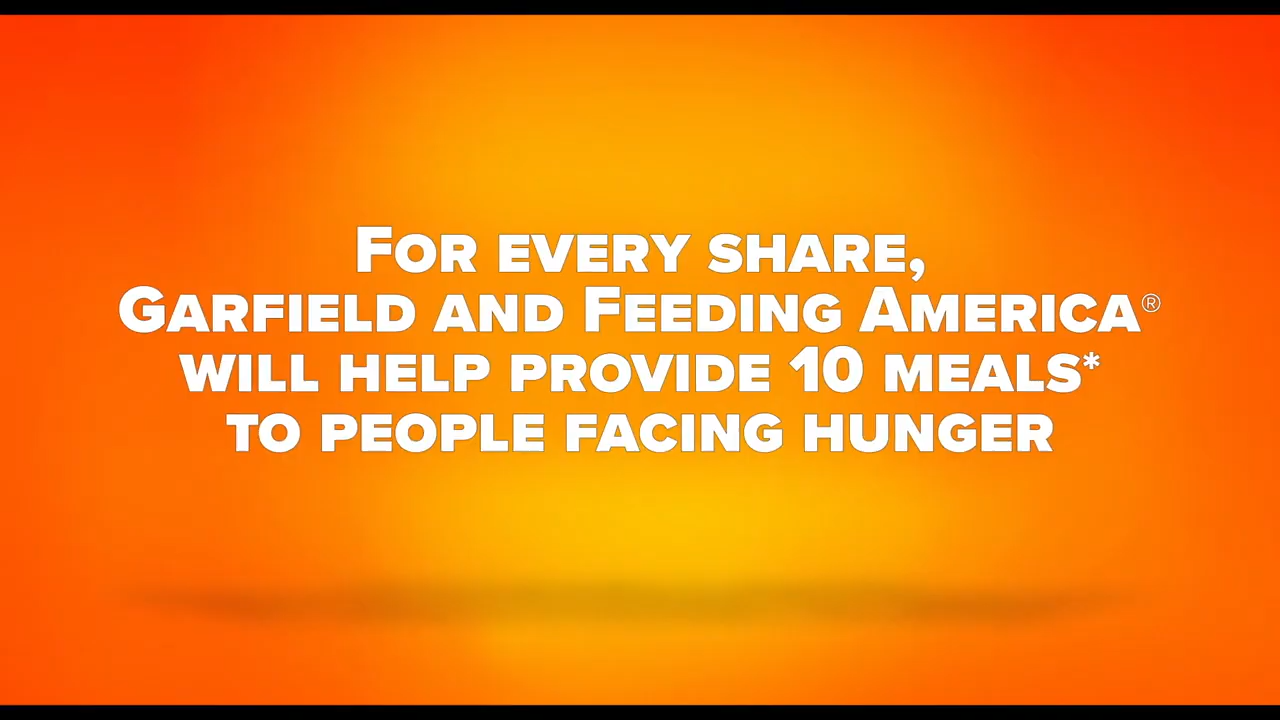 For every share,
Garfield and Feeding America®
will help provide 10 meals*
to people facing hunger